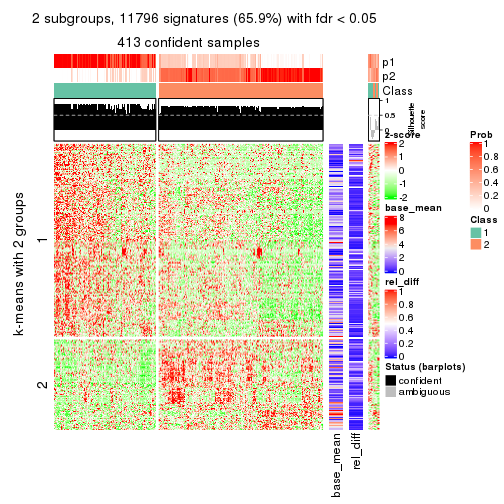 2 subgroups, 11796 signatures (65.9%) with fdr < 0.05
413 confident samples
p1
p2
Class
1
0.5
0
Silhouette
score
k-means with 2 groups
1
2
base_mean
rel_diff
z-score
2
1
0
-1
-2
base_mean
8
6
4
2
0
rel_diff
1
0.8
0.6
0.4
0.2
0
Status (barplots)
confident
ambiguous
Prob
1
0.8
0.6
0.4
0.2
0
Class
1
2